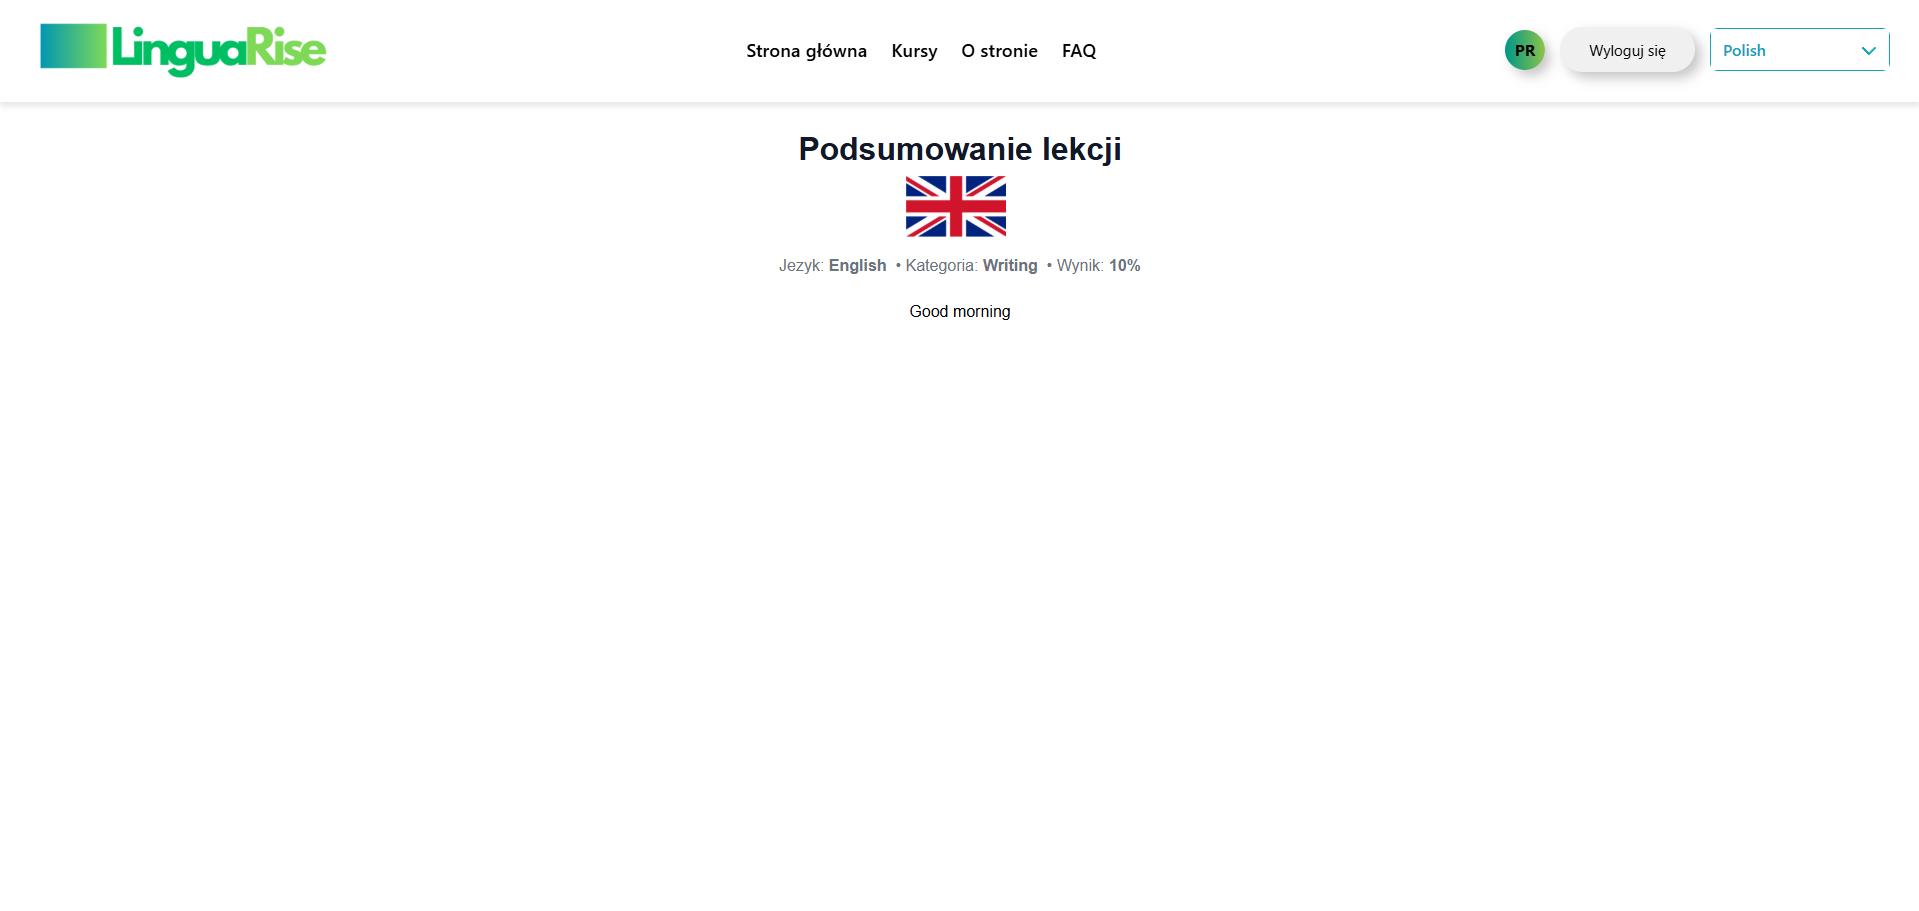 LinguaRise
Strona główna Kursy O stronie FAQ
PR Wyloguj się Polish
Podsumowanie lekcji
Jezyk: English • Kategoria: Writing • Wynik: 10%
Good morning